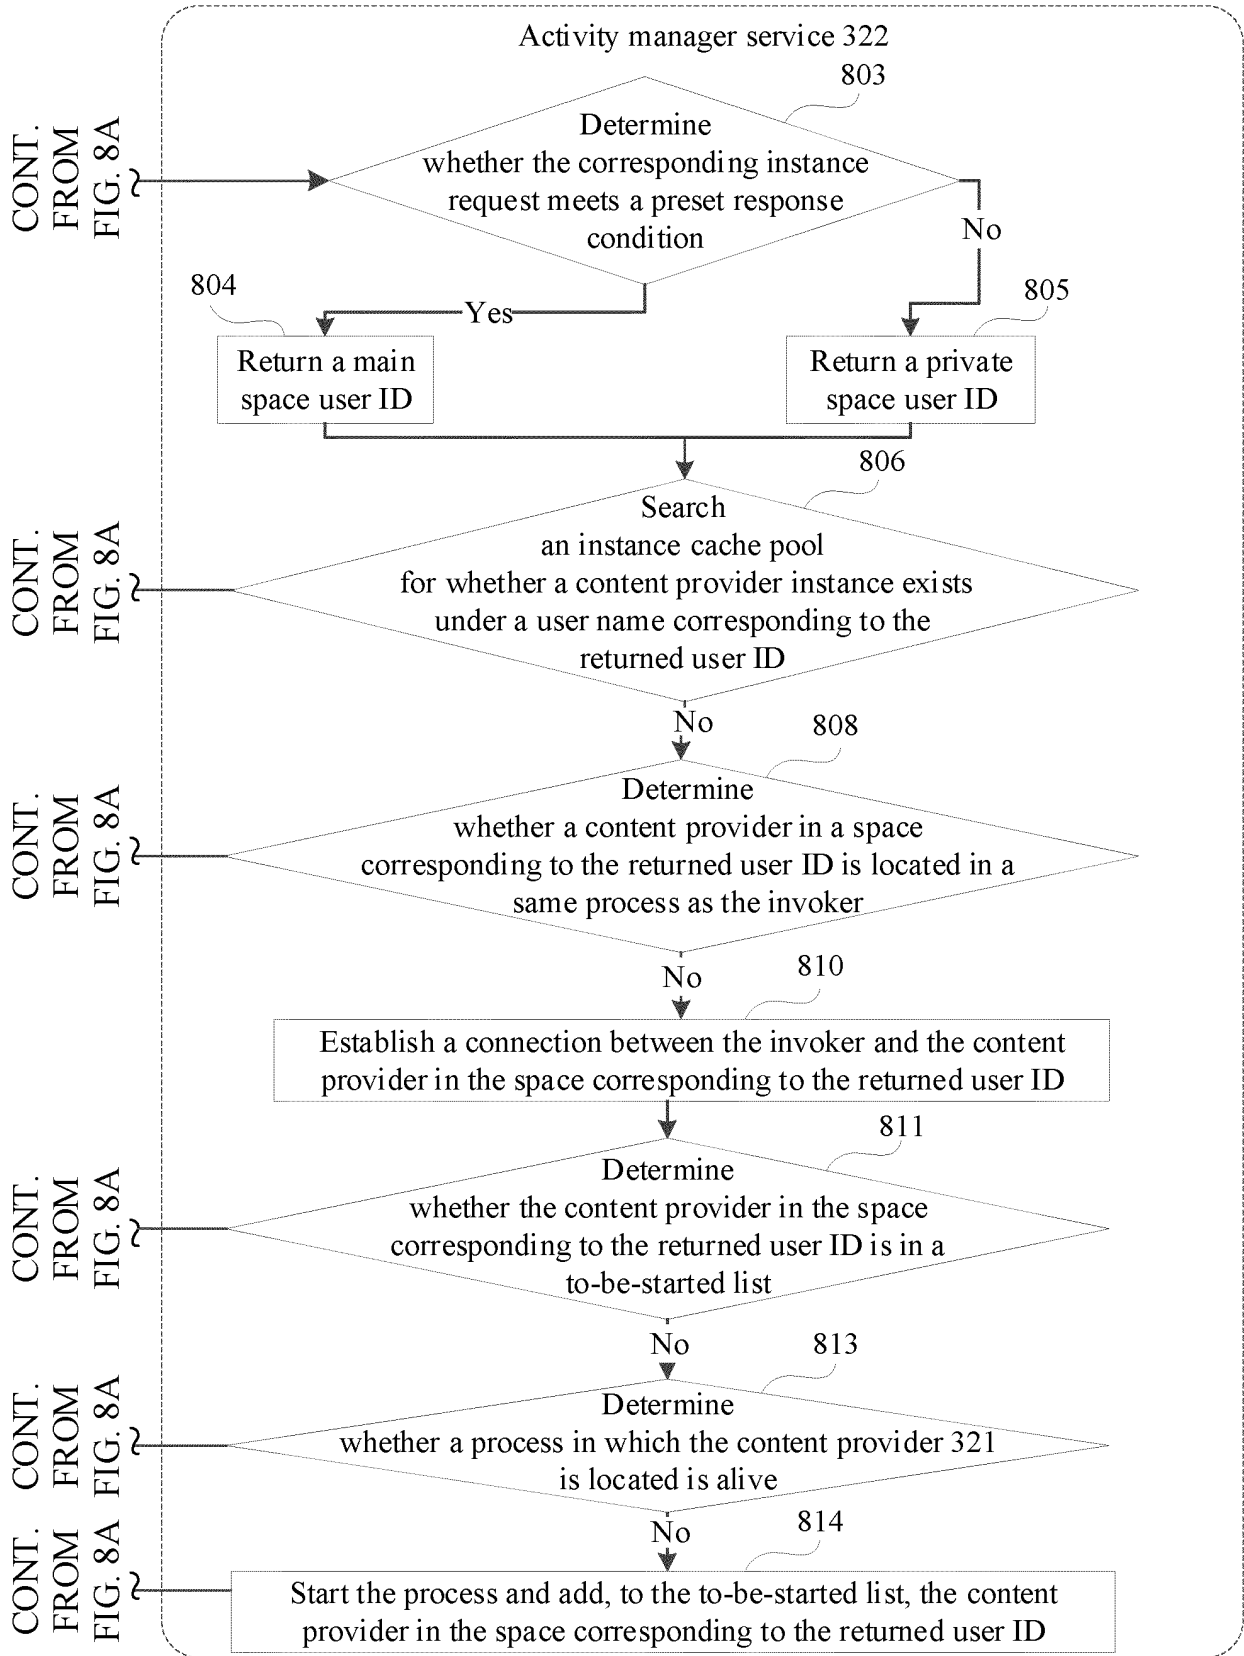 Activity manager service 322
803
CONT.
FROM
FIG. 8A
Determine
whether the corresponding instance
request meets a preset response
condition
No
Yes
804
805
Return a main
space user ID
Return a private
space user ID
806
CONT.
FROM
FIG. 8A
Search
an instance cache pool
for whether a content provider instance exists
under a user name corresponding to the
returned user ID
No
808
CONT.
FROM
FIG. 8A
Determine
whether a content provider in a space
corresponding to the returned user ID is located in a
same process as the invoker
No
810
Establish a connection between the invoker and the content
provider in the space corresponding to the returned user ID
811
CONT.
FROM
FIG. 8A
Determine
whether the content provider in the space
corresponding to the returned user ID is in a
to-be-started list
No
813
CONT.
FROM
FIG. 8A
Determine
whether a process in which the content provider 321
is located is alive
No
814
CONT.
FROM
FIG. 8A
Start the process and add, to the to-be-started list, the content
provider in the space corresponding to the returned user ID